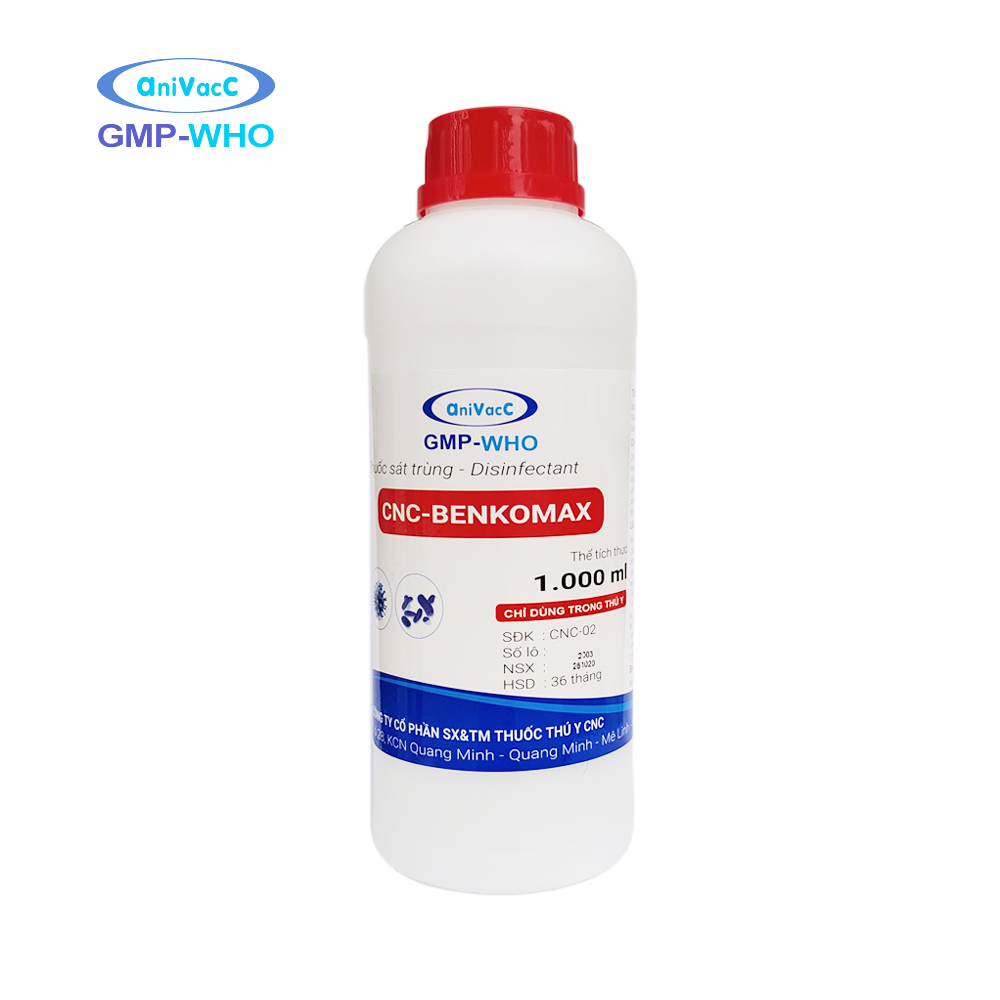 aniVacC
GMP-WHO
aniVacC
GMP-WHO
sát trùng - Disinfectant
CNC-BENKOMAX
Thể tích thực
1.000 ml
CHỈ DÙNG TRONG THÚ Y
SĐK : CNC-02
Số lô : 2003
NSX : 281020
HSD : 36 tháng
TY CỔ PHẦN SX&TM THUỐC THÚ Y CNC
KCN Quang Minh - Quang Minh - Mê Linh